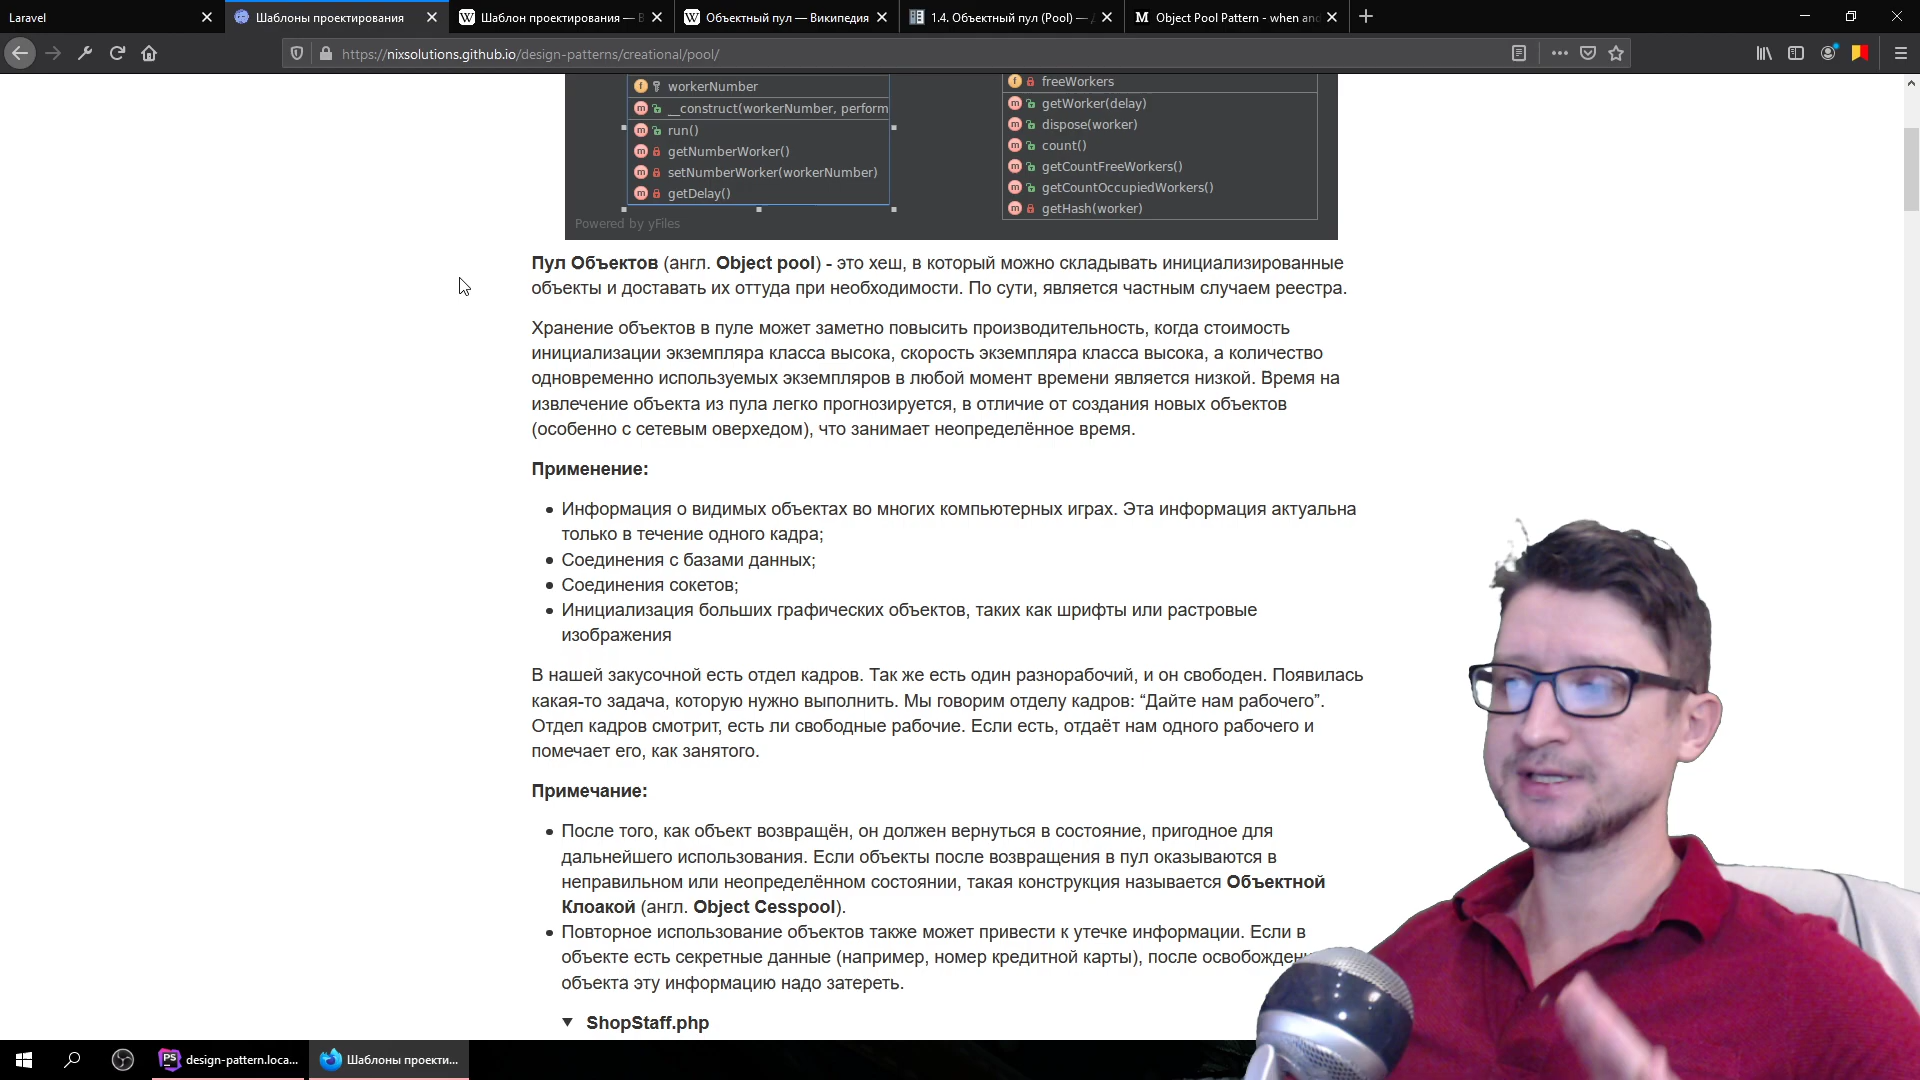 Laravel
Шаблоны проектирования
Шаблон проектирования — В
Объектный пул — Википедия
1.4. Объектный пул (Pool) —
Object Pool Pattern - when and
https://nixsolutions.github.io/design-patterns/creational/pool/
workerNumber
__construct(workerNumber, perform
run()
getNumberWorker()
setNumberWorker(workerNumber)
getDelay()
Powered by yFiles
freeWorkers
getWorker(delay)
dispose(worker)
count()
getCountFreeWorkers()
getCountOccupiedWorkers()
getHash(worker)
Пул Объектов (англ. Object pool) - это хеш, в который можно складывать инициализированные
объекты и доставать их оттуда при необходимости. По сути, является частным случаем реестра.
Хранение объектов в пуле может заметно повысить производительность, когда стоимость
инициализации экземпляра класса высока, скорость экземпляра класса высока, а количество
одновременно используемых экземпляров в любой момент времени является низкой. Время на
извлечение объекта из пула легко прогнозируется, в отличие от создания новых объектов
(особенно с сетевым оверхедом), что занимает неопределённое время.
Применение:
Информация о видимых объектах во многих компьютерных играх. Эта информация актуальна
только в течение одного кадра;
Соединения с базами данных;
Соединения сокетов;
Инициализация больших графических объектов, таких как шрифты или растровые
изображения
В нашей закусочной есть отдел кадров. Так же есть один разнорабочий, и он свободен. Появилась
какая-то задача, которую нужно выполнить. Мы говорим отделу кадров: “Дайте нам рабочего”.
Отдел кадров смотрит, есть ли свободные рабочие. Если есть, отдаёт нам одного рабочего и
помечает его, как занятого.
Примечание:
После того, как объект возвращён, он должен вернуться в состояние, пригодное для
дальнейшего использования. Если объекты после возвращения в пул оказываются в
неправильном или неопределённом состоянии, такая конструкция называется Объектной
Клоакой (англ. Object Cesspool).
Повторное использование объектов также может привести к утечке информации. Если в
объекте есть секретные данные (например, номер кредитной карты), после освобожден
объекта эту информацию надо затереть.
ShopStaff.php
design-pattern.loca...
Шаблоны проекти...